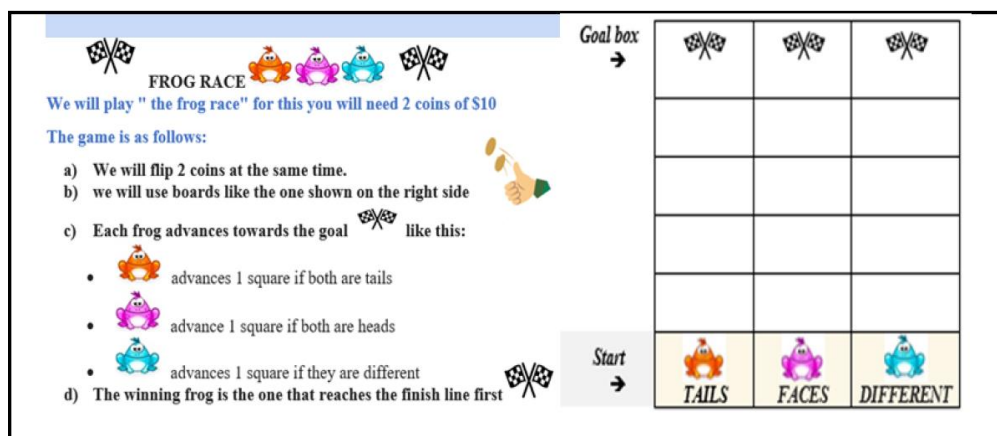 FROG RACE
We will play " the frog race" for this you will need 2 coins of $10
The game is as follows:
a) We will flip 2 coins at the same time.
b) we will use boards like the one shown on the right side
c) Each frog advances towards the goal like this:
• advances 1 square if both are tails
• advance 1 square if both are heads
• advances 1 square if they are different
d) The winning frog is the one that reaches the finish line first
Goal box
➔
Start
➔
TAILS FACES DIFFERENT